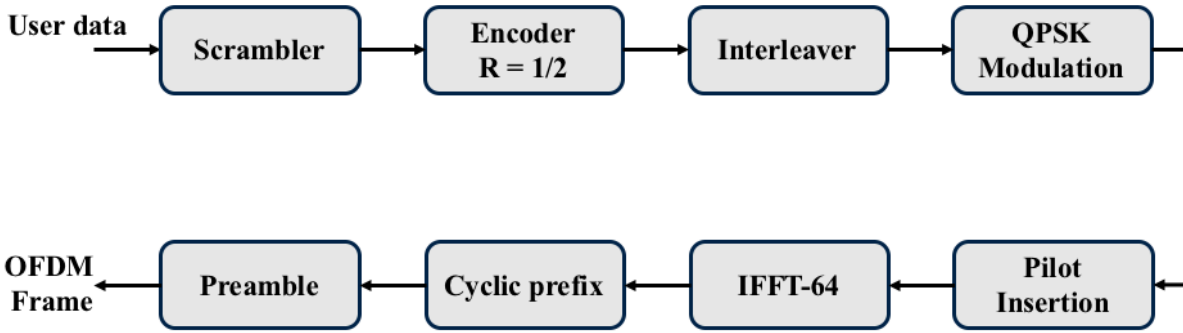 User data
Scrambler
Encoder
R = 1/2
Interleaver
QPSK
Modulation
OFDM
Frame
Preamble
Cyclic prefix
IFFT-64
Pilot
Insertion